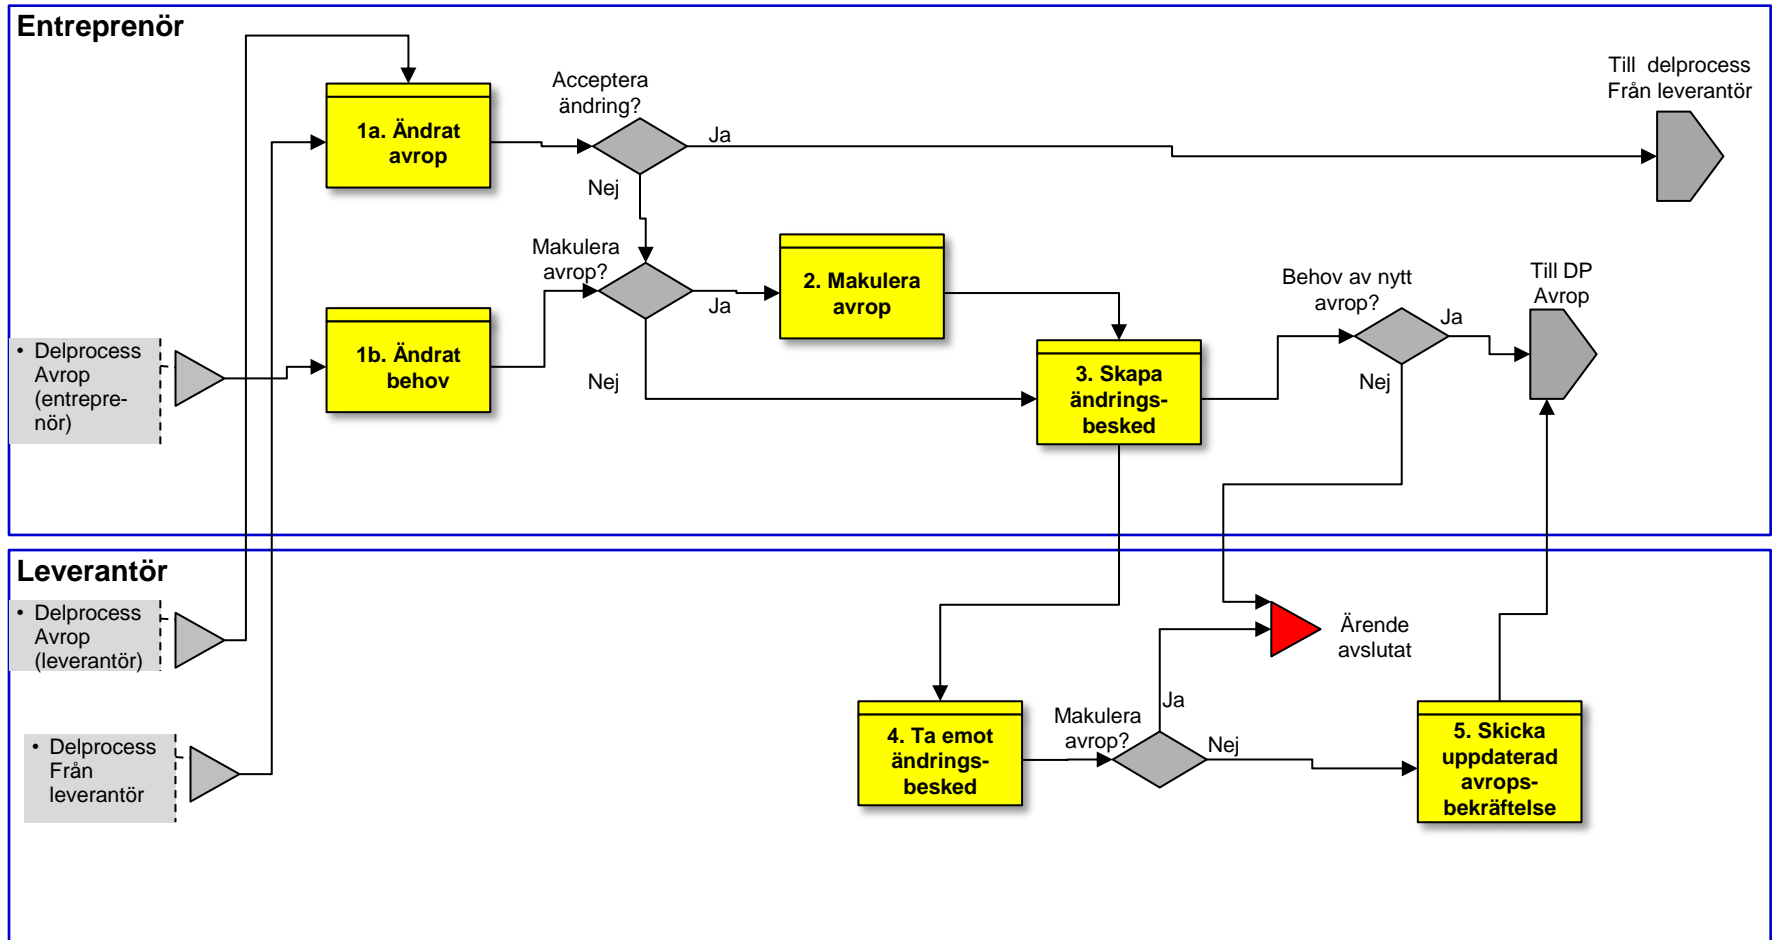 Entreprenör
Till delprocess
Från leverantör
Acceptera
ändring?
1a. Ändrat
avrop
Ja
Nej
Makulera
avrop?
Ja
2. Makulera
avrop
Behov av nytt
avrop?
Ja
Till DP
Avrop
• Delprocess
Avrop
(entrepre-
nör)
1b. Ändrat
behov
Nej
3. Skapa
ändrings-
besked
Nej
Leverantör
• Delprocess
Avrop
(leverantör)
Ärende
avslutat
• Delprocess
Från
leverantör
4. Ta emot
ändrings-
besked
Makulera
avrop?
Ja
Nej
5. Skicka
uppdaterad
avrops-
bekräftelse